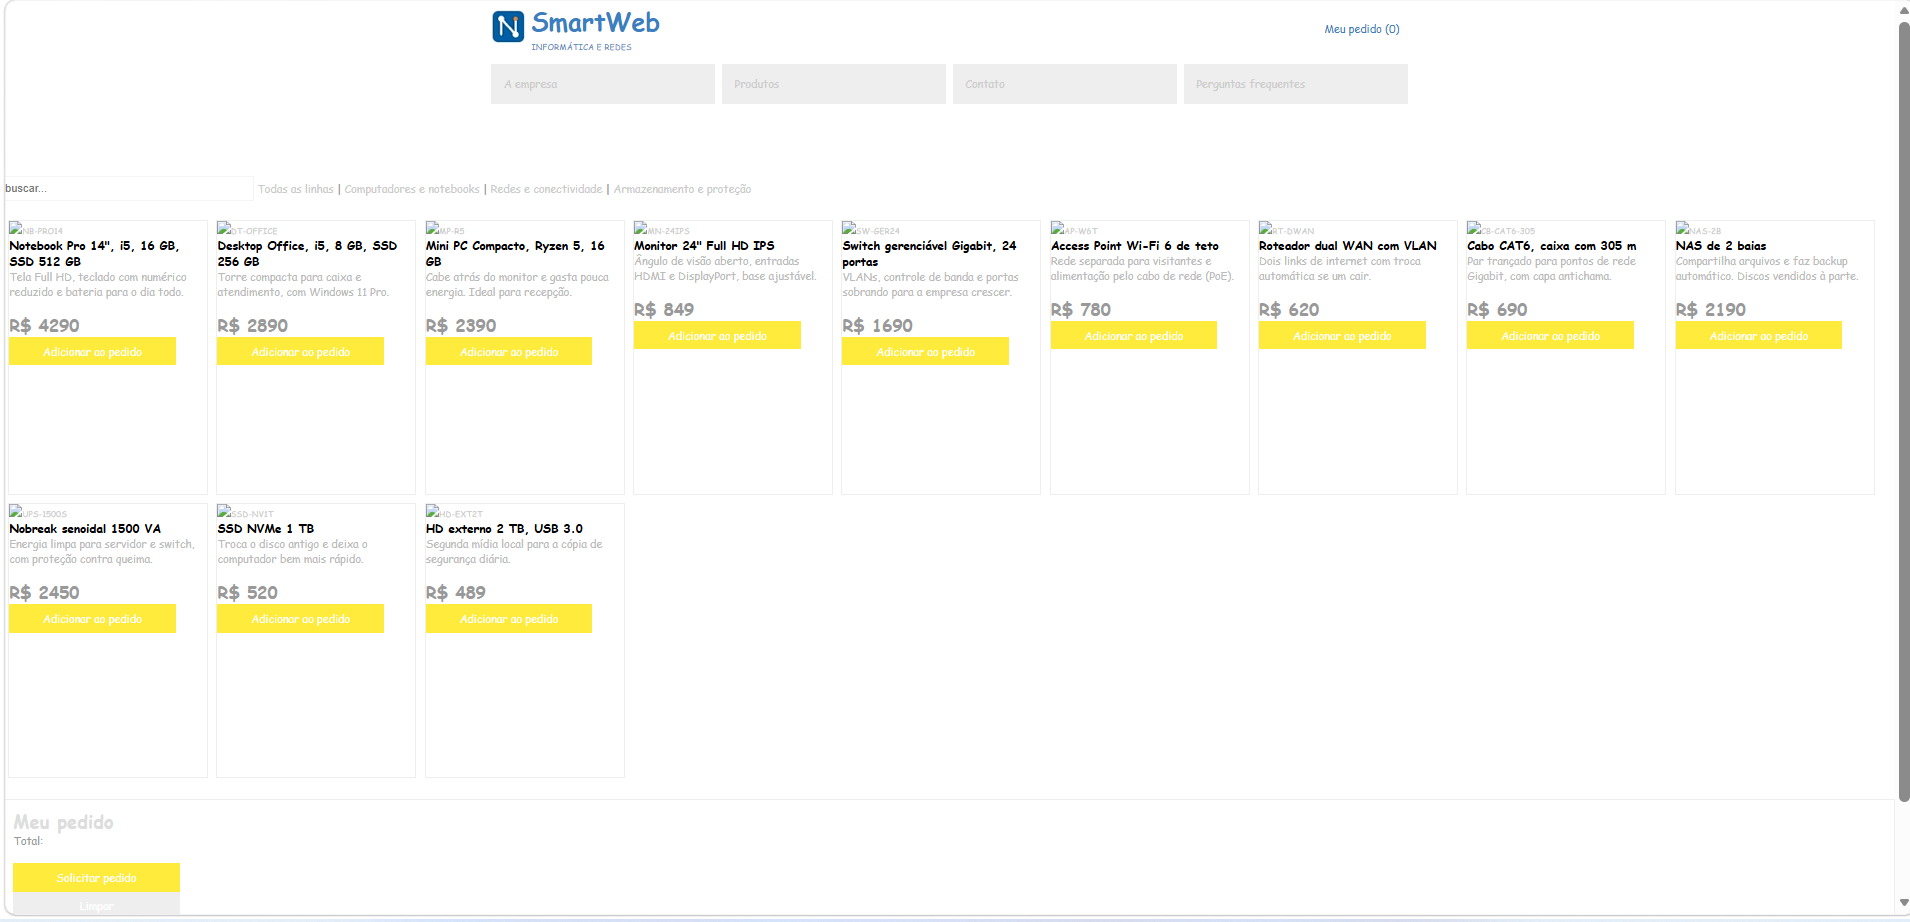 SmartWeb
INFORMÁTICA E REDES
Meu pedido (0)
A empresa
Produtos
Contato
Perguntas frequentes
buscar...
Todas as linhas | Computadores e notebooks | Redes e conectividade | Armazenamento e proteção
NB-PRO14
Notebook Pro 14", i5, 16 GB,
SSD 512 GB
Tela Full HD, teclado com numérico
reduzido e bateria para o dia todo.
R$ 4290
Adicionar ao pedido
DT-OFFICE
Desktop Office, i5, 8 GB, SSD
256 GB
Torre compacta para caixa e
atendimento, com Windows 11 Pro.
R$ 2890
Adicionar ao pedido
MP-R5
Mini PC Compacto, Ryzen 5, 16
GB
Cabe atrás do monitor e gasta pouca
energia. Ideal para recepção.
R$ 2390
Adicionar ao pedido
MN-24IPS
Monitor 24" Full HD IPS
Ângulo de visão aberto, entradas
HDMI e DisplayPort, base ajustável.
R$ 849
Adicionar ao pedido
SW-GER24
Switch gerenciável Gigabit, 24
portas
VLANs, controle de banda e portas
sobrando para a empresa crescer.
R$ 1690
Adicionar ao pedido
AP-W6T
Access Point Wi-Fi 6 de teto
Rede separada para visitantes e
alimentação pelo cabo de rede (PoE).
R$ 780
Adicionar ao pedido
RT-DWAN
Roteador dual WAN com VLAN
Dois links de internet com troca
automática se um cair.
R$ 620
Adicionar ao pedido
CB-CAT6-305
Cabo CAT6, caixa com 305 m
Par trançado para pontos de rede
Gigabit, com capa antichama.
R$ 690
Adicionar ao pedido
NAS-2B
NAS de 2 baias
Compartilha arquivos e faz backup
automático. Discos vendidos à parte.
R$ 2190
Adicionar ao pedido
UPS-1500S
Nobreak senoidal 1500 VA
Energia limpa para servidor e switch,
com proteção contra queima.
R$ 2450
Adicionar ao pedido
SSD-NV1T
SSD NVMe 1 TB
Troca o disco antigo e deixa o
computador bem mais rápido.
R$ 520
Adicionar ao pedido
HD-EXT2T
HD externo 2 TB, USB 3.0
Segunda mídia local para a cópia de
segurança diária.
R$ 489
Adicionar ao pedido
Meu pedido
Total:
Solicitar pedido
Limpar